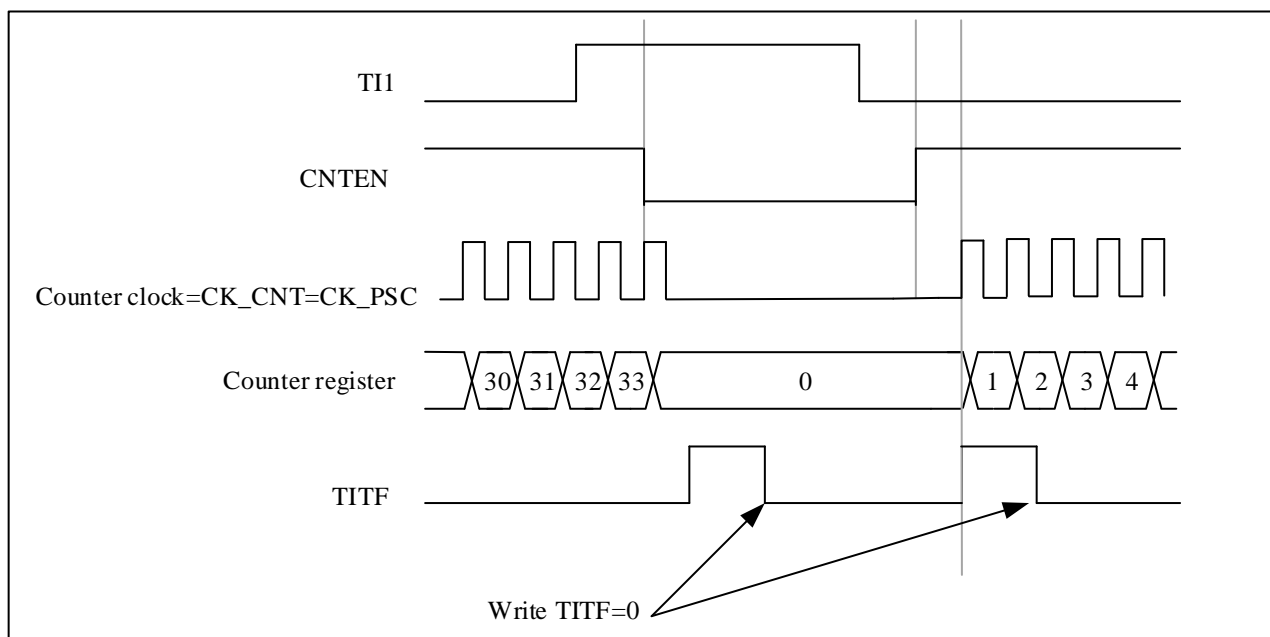 TI1
CNTEN
Counter clock=CK_CNT=CK_PSC
Counter register
30 31 32 33 0 1 2 3 4
TITF
Write TITF=0